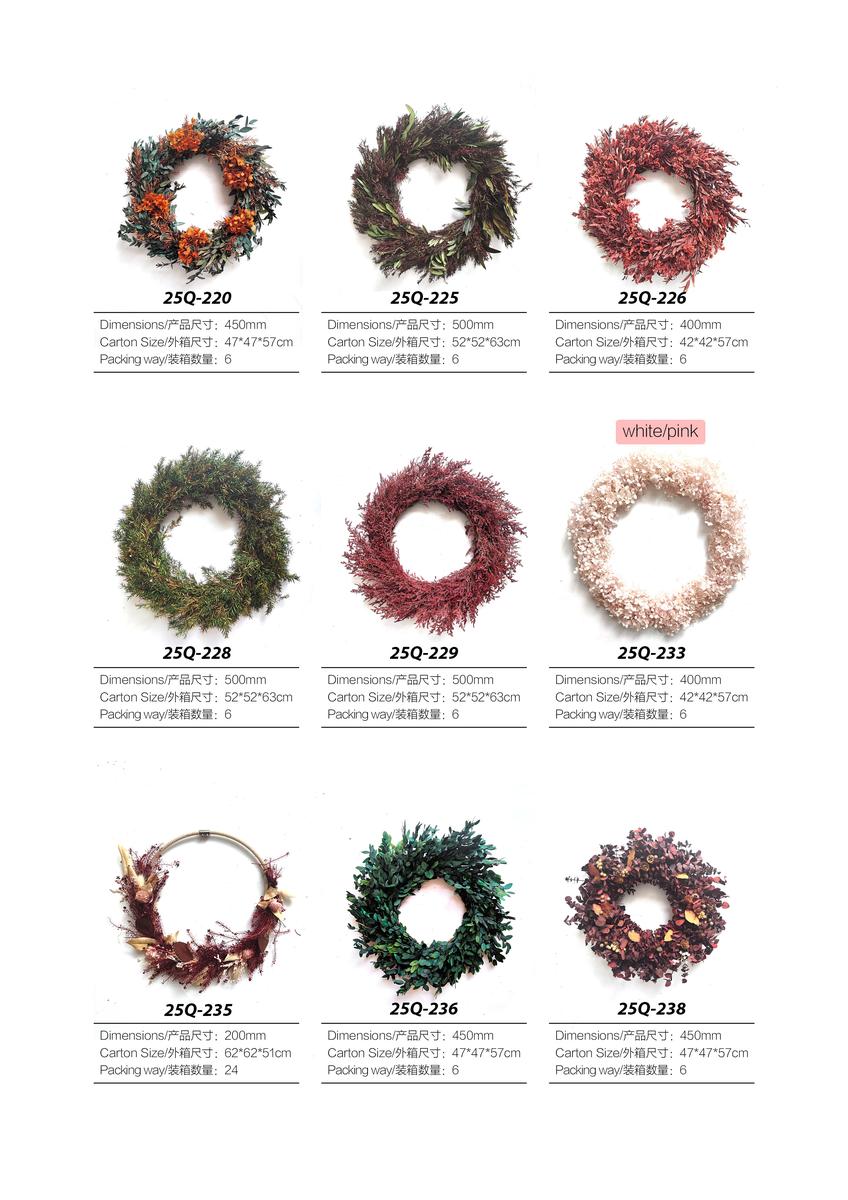 25Q-220
Dimensions/产品尺寸：450mm
Carton Size/外箱尺寸：47*47*57cm
Packing way/装箱数量：6
25Q-225
Dimensions/产品尺寸：500mm
Carton Size/外箱尺寸：52*52*63cm
Packing way/装箱数量：6
25Q-226
Dimensions/产品尺寸：400mm
Carton Size/外箱尺寸：42*42*57cm
Packing way/装箱数量：6
25Q-228
Dimensions/产品尺寸：500mm
Carton Size/外箱尺寸：52*52*63cm
Packing way/装箱数量：6
25Q-229
Dimensions/产品尺寸：500mm
Carton Size/外箱尺寸：52*52*63cm
Packing way/装箱数量：6
white/pink
25Q-233
Dimensions/产品尺寸：400mm
Carton Size/外箱尺寸：42*42*57cm
Packing way/装箱数量：6
25Q-235
Dimensions/产品尺寸：200mm
Carton Size/外箱尺寸：62*62*51cm
Packing way/装箱数量：24
25Q-236
Dimensions/产品尺寸：450mm
Carton Size/外箱尺寸：47*47*57cm
Packing way/装箱数量：6
25Q-238
Dimensions/产品尺寸：450mm
Carton Size/外箱尺寸：47*47*57cm
Packing way/装箱数量：6